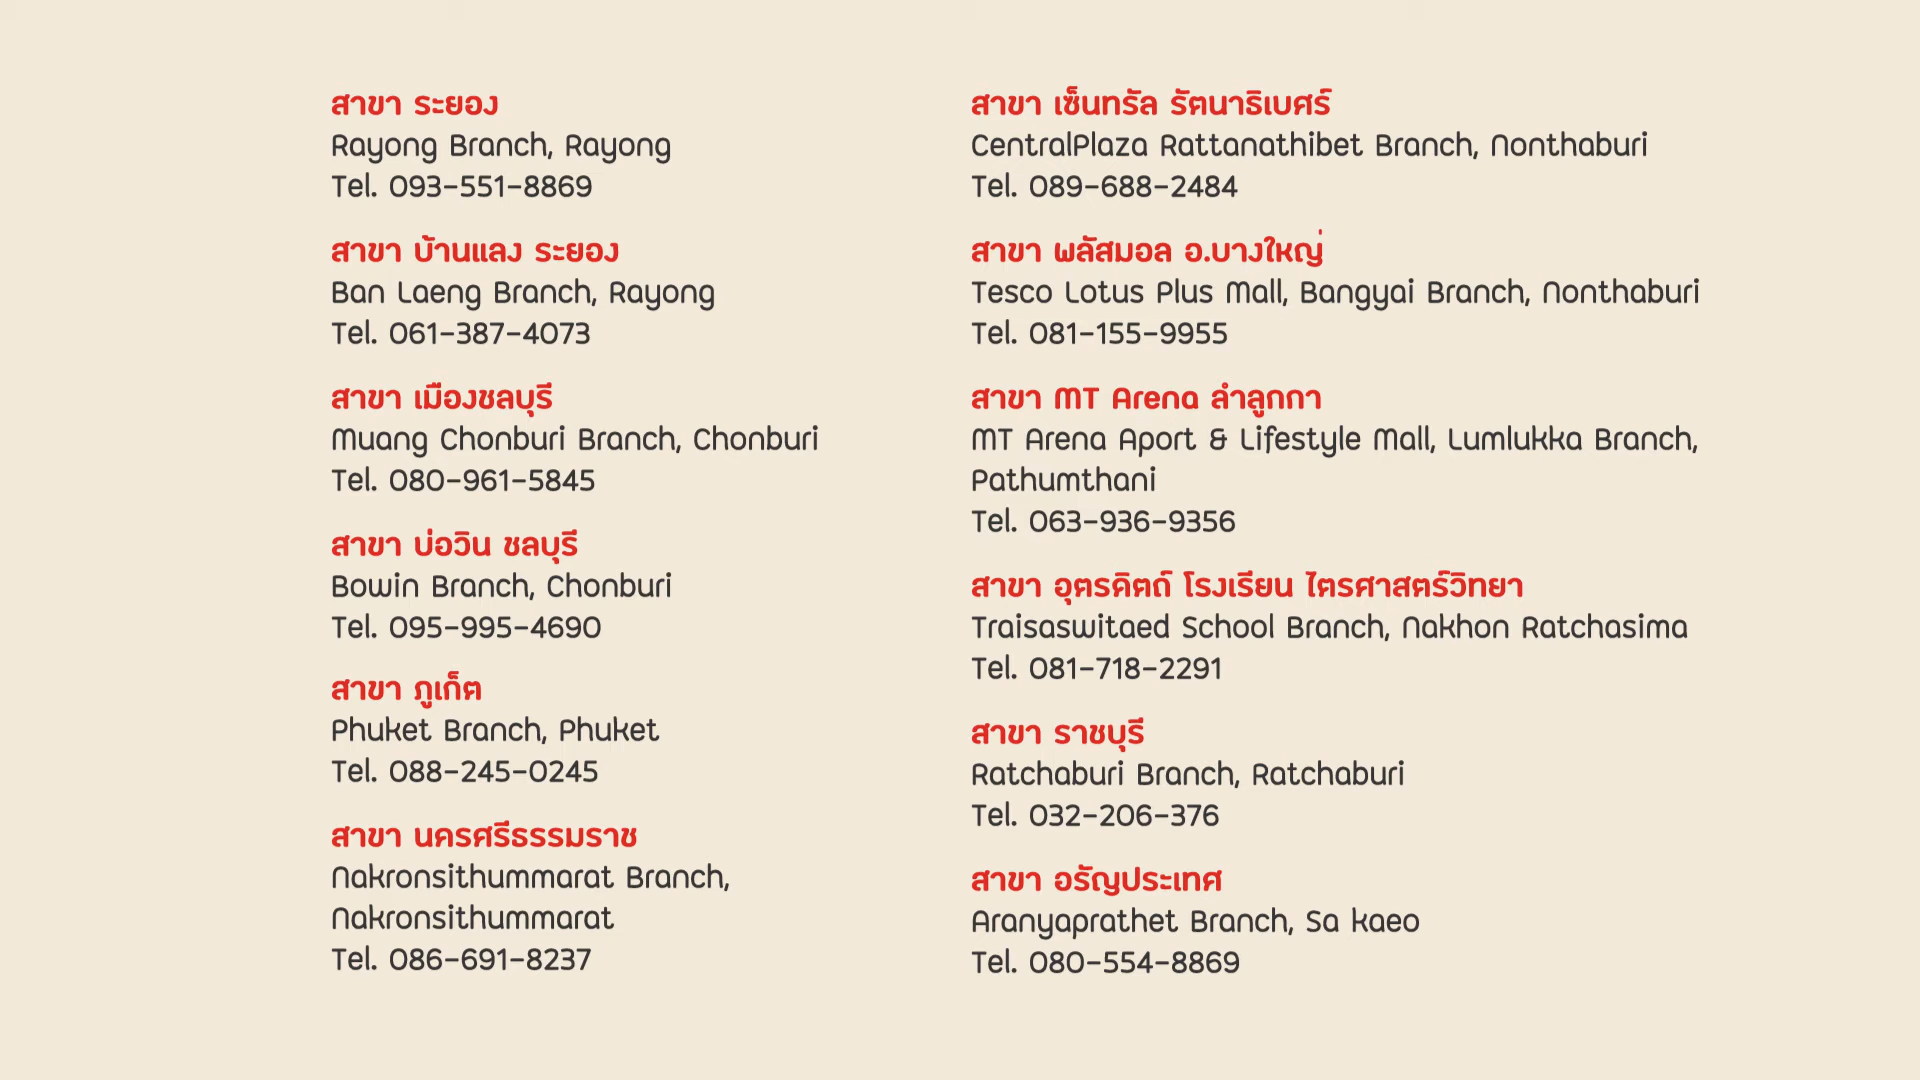 สาขา ระยอง
Rayong Branch, Rayong
Tel. 093-551-8869
สาขา บ้านแลง ระยอง
Ban Laeng Branch, Rayong
Tel. 061-387-4073
สาขา เมืองชลบุรี
Muang Chonburi Branch, Chonburi
Tel. 080-961-5845
สาขา บ่อวิน ชลบุรี
Bowin Branch, Chonburi
Tel. 095-995-4690
สาขา ภูเก็ต
Phuket Branch, Phuket
Tel. 088-245-0245
สาขา นครศรีธรรมราช
Nakronsithummarat Branch,
Nakronsithummarat
Tel. 086-691-8237
สาขา เซ็นทรัล รัตนาธิเบศร์
CentralPlaza Rattanathibet Branch, Nonthaburi
Tel. 089-688-2484
สาขา พลัสมอล อ.บางใหญ่
Tesco Lotus Plus Mall, Bangyai Branch, Nonthaburi
Tel. 081-155-9955
สาขา MT Arena ลำลูกกา
MT Arena Aport & Lifestyle Mall, Lumlukka Branch,
Pathumthani
Tel. 063-936-9356
สาขา อุตรดิตถ์ โรงเรียน ไตรศาสตร์วิทยา
Traisaswitaed School Branch, Nakhon Ratchasima
Tel. 081-718-2291
สาขา ราชบุรี
Ratchaburi Branch, Ratchaburi
Tel. 032-206-376
สาขา อรัญประเทศ
Aranyaprathet Branch, Sa kaeo
Tel. 080-554-8869